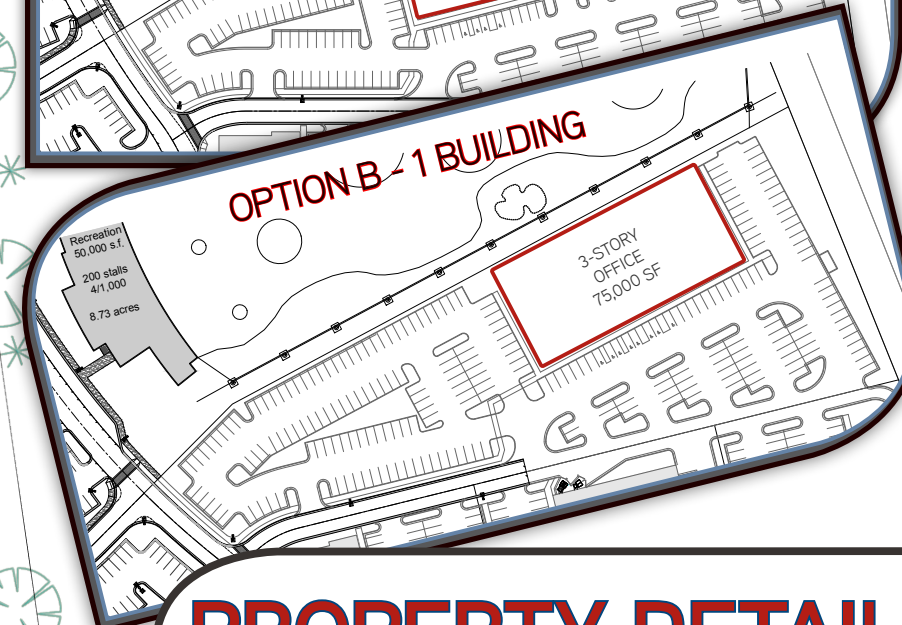 OPTION B - 1 BUILDING
Recreation
50,000 s.f.
200 stalls
4/1,000
8.73 acres
3-STORY
OFFICE
75,000 SF
PROPERTY DETAIL